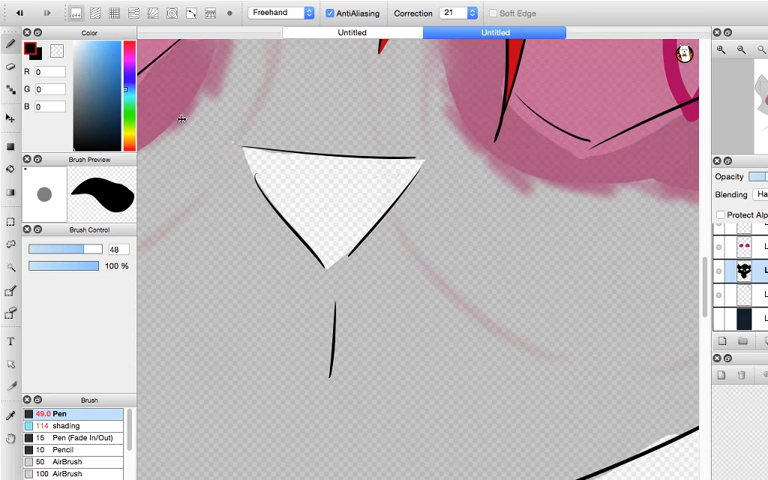 Freehand AntiAliasing Correction 21 Soft Edge
Untitled Untitled
Color
R 0
G 0
B 0
Brush Preview
Brush Control
48
100 %
Brush
49.0 Pen
114 shading
15 Pen (Fade In/Out)
10 Pencil
50 AirBrush
100 AirBrush
T
Opacity
Blending Ha
Protect Alp
L
L
L
L